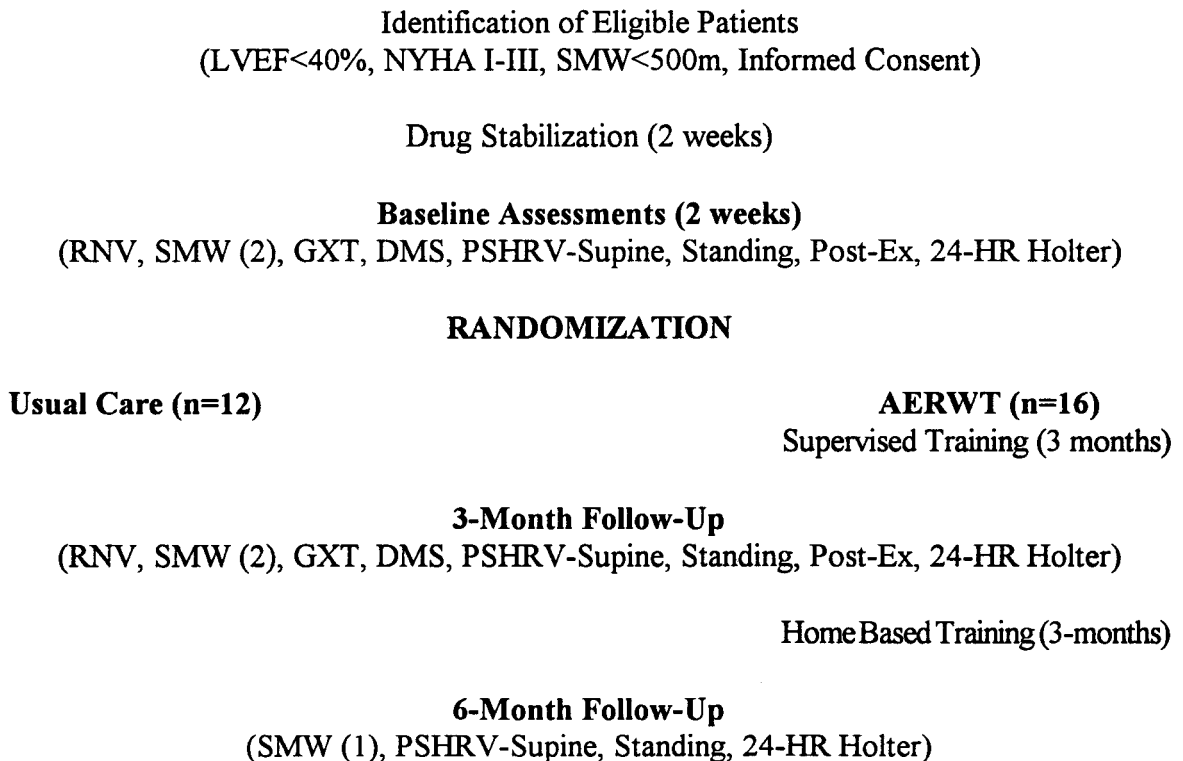 Identification of Eligible Patients
(LVEF<40%, NYHA I-III, SMW<500m, Informed Consent)
Drug Stabilization (2 weeks)
Baseline Assessments (2 weeks)
(RNV, SMW (2), GXT, DMS, PSHRV-Supine, Standing, Post-Ex, 24-HR Holter)
RANDOMIZATION
Usual Care (n=12) AERWT (n=16)
Supervised Training (3 months)
3-Month Follow-Up
(RNV, SMW (2), GXT, DMS, PSHRV-Supine, Standing, Post-Ex, 24-HR Holter)
Home Based Training (3-months)
6-Month Follow-Up
(SMW (1), PSHRV-Supine, Standing, 24-HR Holter)